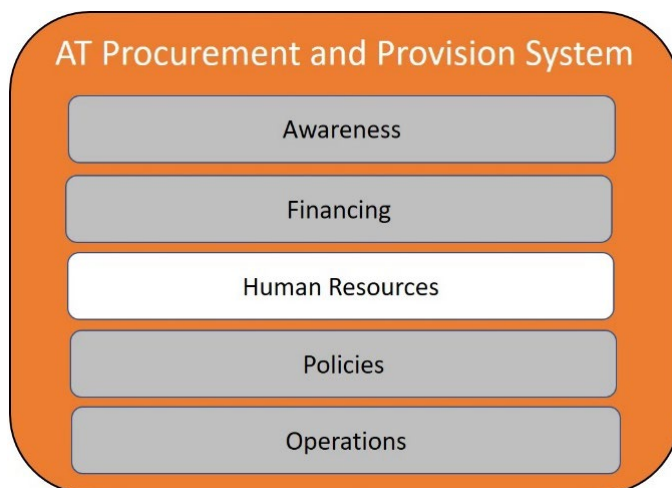 AT Procurement and Provision System
Awareness
Financing
Human Resources
Policies
Operations